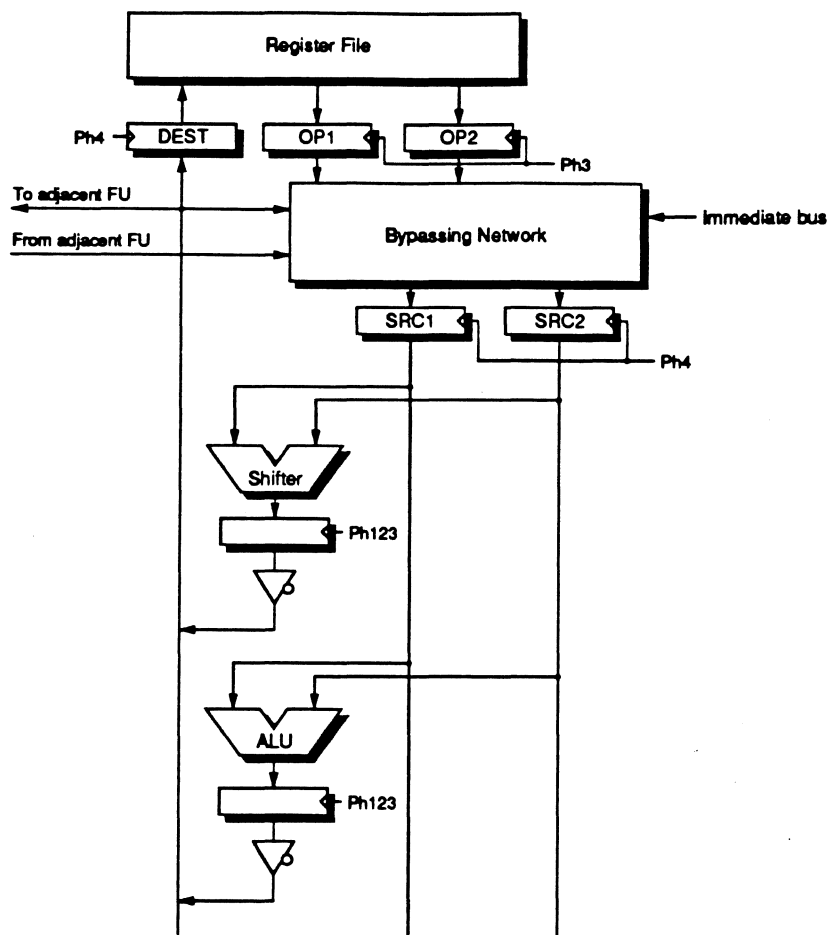 Register File
Ph4
DEST
OP1
OP2
Ph3
To adjacent FU
From adjacent FU
Bypassing Network
Immediate bus
SRC1
SRC2
Ph4
Shifter
Ph123
ALU
Ph123